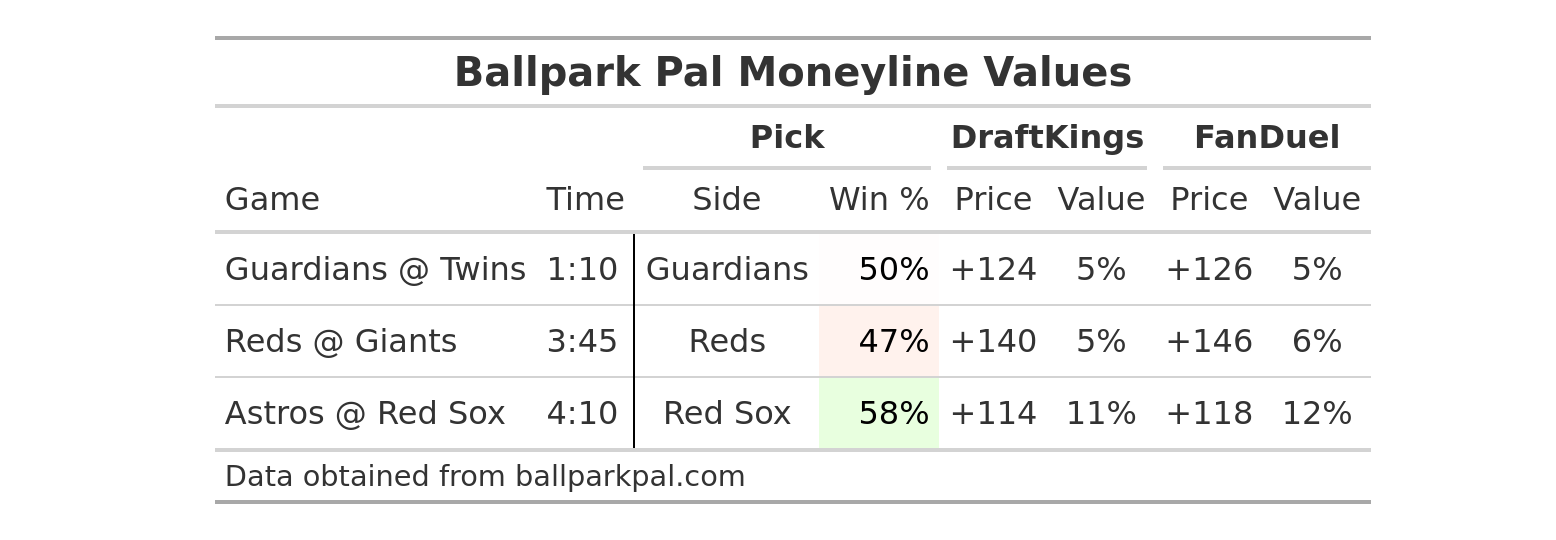 Ballpark Pal Moneyline Values
Pick DraftKings FanDuel
Game Time Side Win % Price Value Price Value
Guardians @ Twins 1:10 Guardians 50% +124 5% +126 5%
Reds @ Giants 3:45 Reds 47% +140 5% +146 6%
Astros @ Red Sox 4:10 Red Sox 58% +114 11% +118 12%
Data obtained from ballparkpal.com